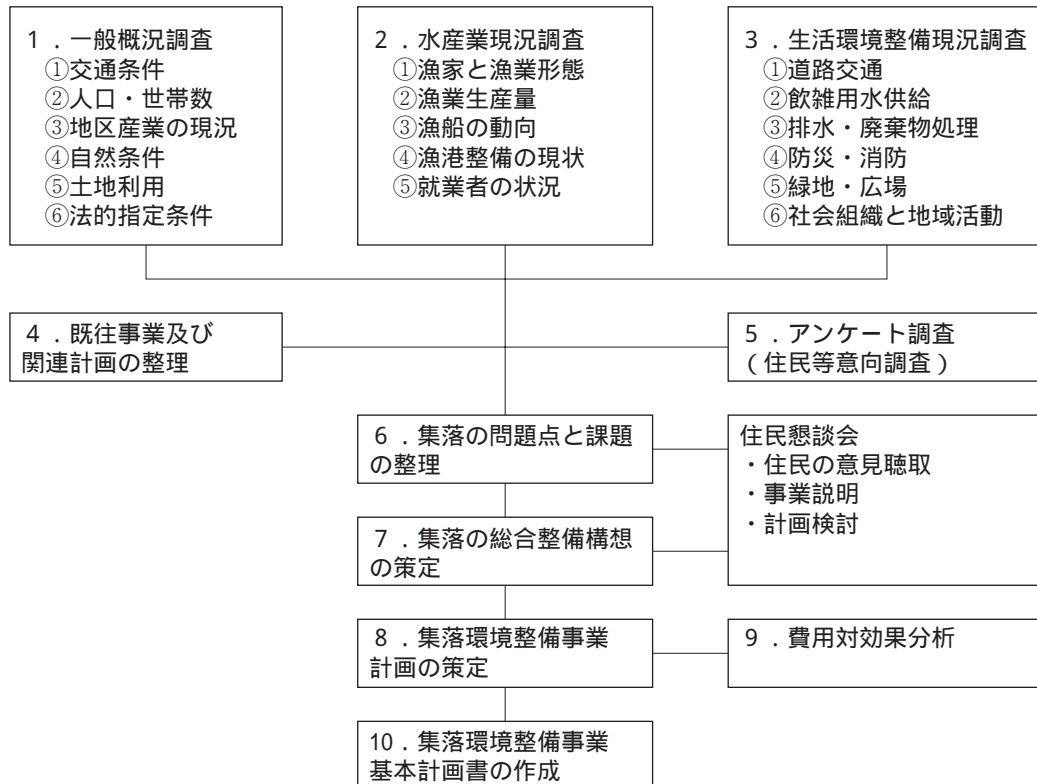 1．一般概況調査
①交通条件
②人口・世帯数
③地区産業の現況
④自然条件
⑤土地利用
⑥法的指定条件
2．水産業現況調査
①漁家と漁業形態
②漁業生産量
③漁船の動向
④漁港整備の現状
⑤就業者の状況
3．生活環境整備現況調査
①道路交通
②飲雑用水供給
③排水・廃棄物処理
④防災・消防
⑤緑地・広場
⑥社会組織と地域活動
4．既往事業及び
関連計画の整理
5．アンケート調査
（住民等意向調査）
6．集落の問題点と課題
の整理
住民懇談会
・住民の意見聴取
・事業説明
・計画検討
7．集落の総合整備構想
の策定
8．集落環境整備事業
計画の策定
9．費用対効果分析
10．集落環境整備事業
基本計画書の作成